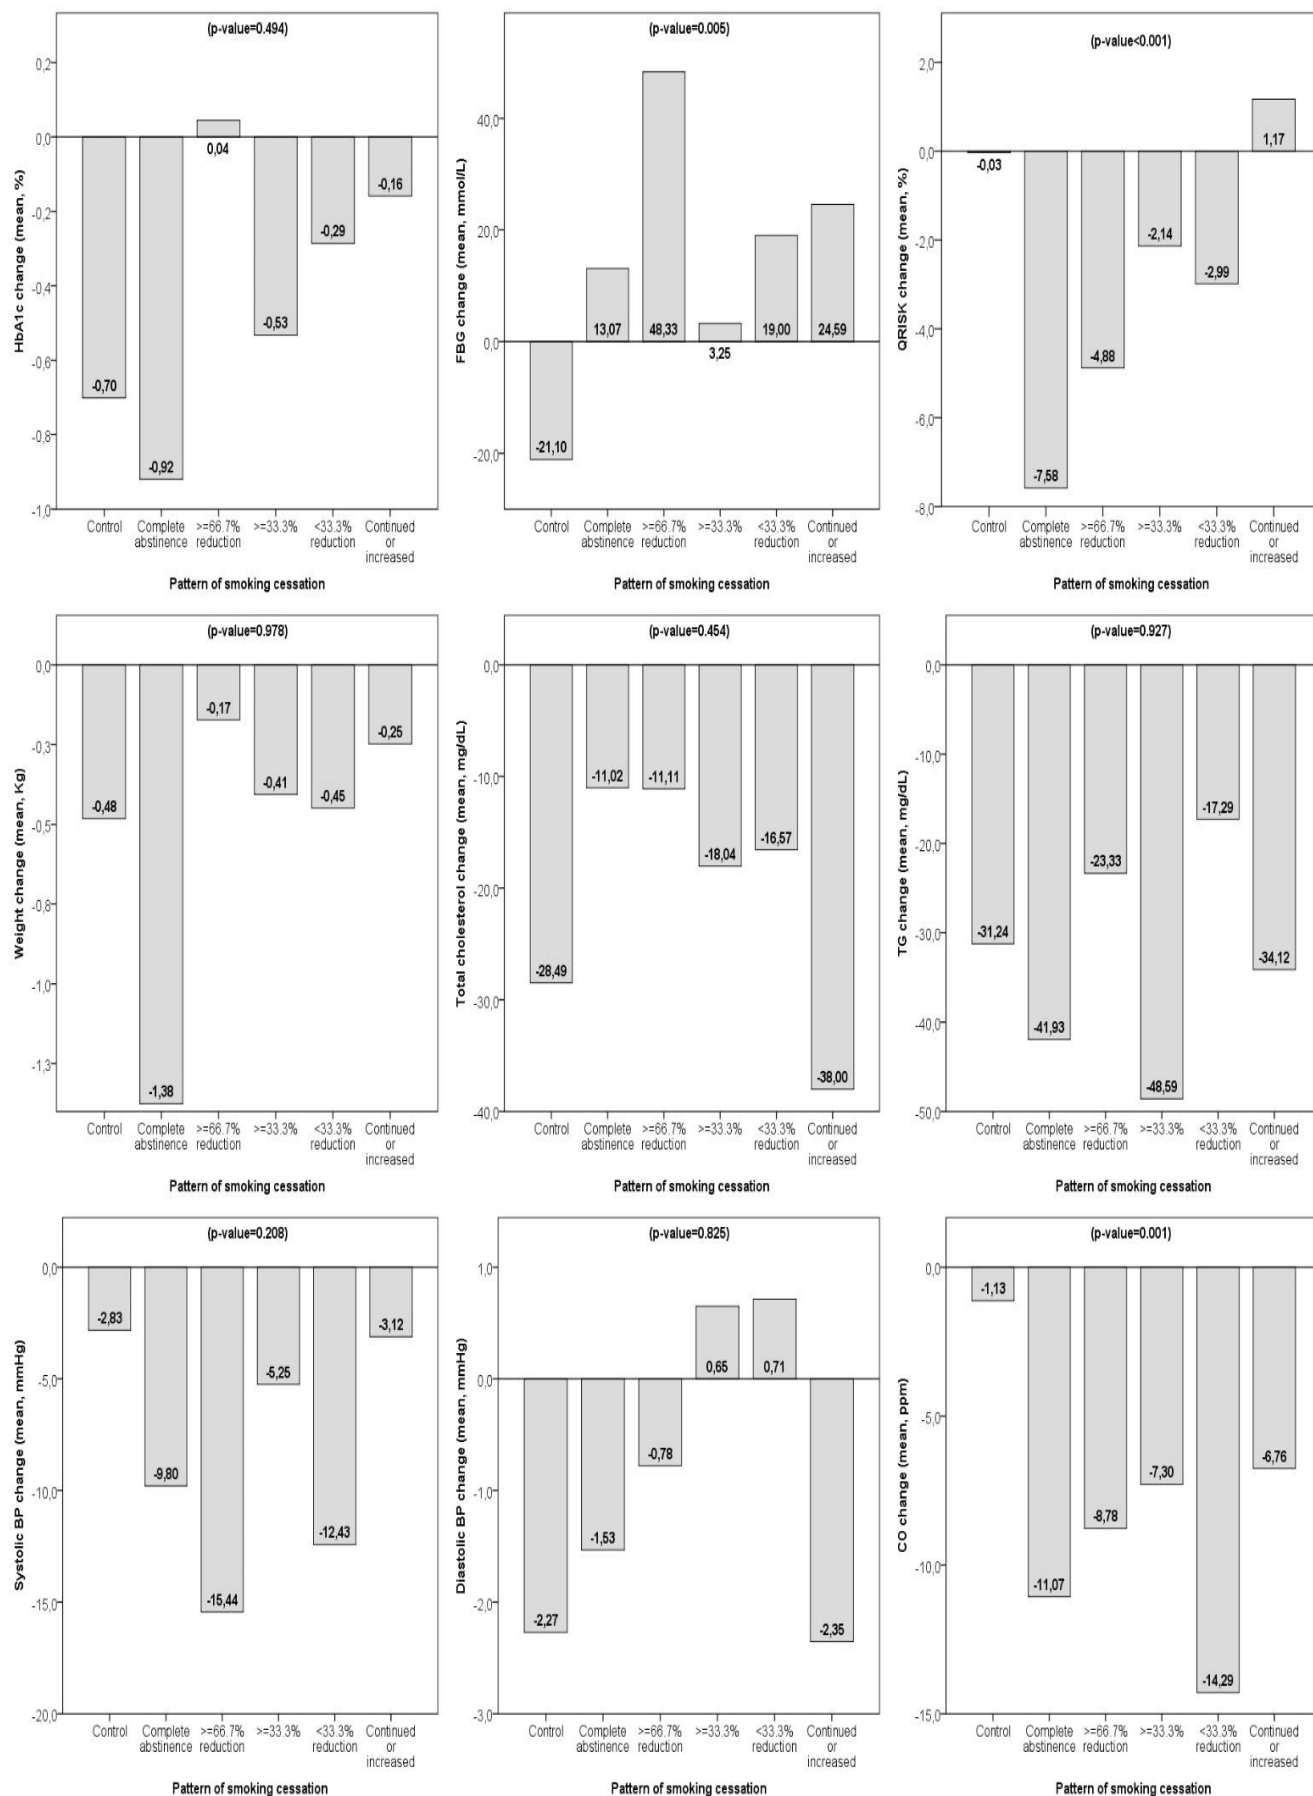 (p-value=0.494)
HbA1c change (mean, %)
0,2
0,0
-0,2
-0,4
-0,6
-0,8
-1,0
-0,70
-0,92
0,04
-0,53
-0,29
-0,16
Control Complete >=66.7% >=33.3% <33.3% Continued
abstinence reduction reduction or
increased
Pattern of smoking cessation
(p-value=0.005)
FBG change (mean, mmol/L)
40,0
20,0
0,0
-20,0
-21,10
13,07
48,33
3,25
19,00
24,59
Control Complete >=66.7% >=33.3% <33.3% Continued
abstinence reduction reduction or
increased
Pattern of smoking cessation
(p-value<0.001)
QRISK change (mean, %)
2,0
0,0
-2,0
-4,0
-6,0
-8,0
-0,03
-7,58
-4,88
-2,14
-2,99
1,17
Control Complete >=66.7% >=33.3% <33.3% Continued
abstinence reduction reduction or
increased
Pattern of smoking cessation
(p-value=0.978)
Weight change (mean, Kg)
0,0
-0,3
-0,5
-0,8
-1,0
-1,3
-0,48
-1,38
-0,17
-0,41
-0,45
-0,25
Control Complete >=66.7% >=33.3% <33.3% Continued
abstinence reduction reduction or
increased
Pattern of smoking cessation
(p-value=0.454)
Total cholesterol change (mean, mg/dL)
0,0
-10,0
-20,0
-30,0
-40,0
-28,49
-11,02
-11,11
-18,04
-16,57
-38,00
Control Complete >=66.7% >=33.3% <33.3% Continued
abstinence reduction reduction or
increased
Pattern of smoking cessation
(p-value=0.927)
TG change (mean, mg/dL)
0,0
-10,0
-20,0
-30,0
-40,0
-50,0
-31,24
-41,93
-23,33
-48,59
-17,29
-34,12
Control Complete >=66.7% >=33.3% <33.3% Continued
abstinence reduction reduction or
increased
Pattern of smoking cessation
(p-value=0.208)
Systolic BP change (mean, mmHg)
0,0
-5,0
-10,0
-15,0
-20,0
-2,83
-9,80
-15,44
-5,25
-12,43
-3,12
Control Complete >=66.7% >=33.3% <33.3% Continued
abstinence reduction reduction or
increased
Pattern of smoking cessation
(p-value=0.825)
Diastolic BP change (mean, mmHg)
1,0
0,0
-1,0
-2,0
-3,0
-2,27
-1,53
-0,78
0,65
0,71
-2,35
Control Complete >=66.7% >=33.3% <33.3% Continued
abstinence reduction reduction or
increased
Pattern of smoking cessation
(p-value=0.001)
CO change (mean, ppm)
0,0
-5,0
-10,0
-15,0
-1,13
-11,07
-8,78
-7,30
-14,29
-6,76
Control Complete >=66.7% >=33.3% <33.3% Continued
abstinence reduction reduction or
increased
Pattern of smoking cessation